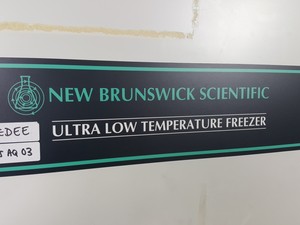 NEW BRUNSWICK SCIENTIFIC
ULTRA LOW TEMPERATURE FREEZER
EDEE
AQ 03